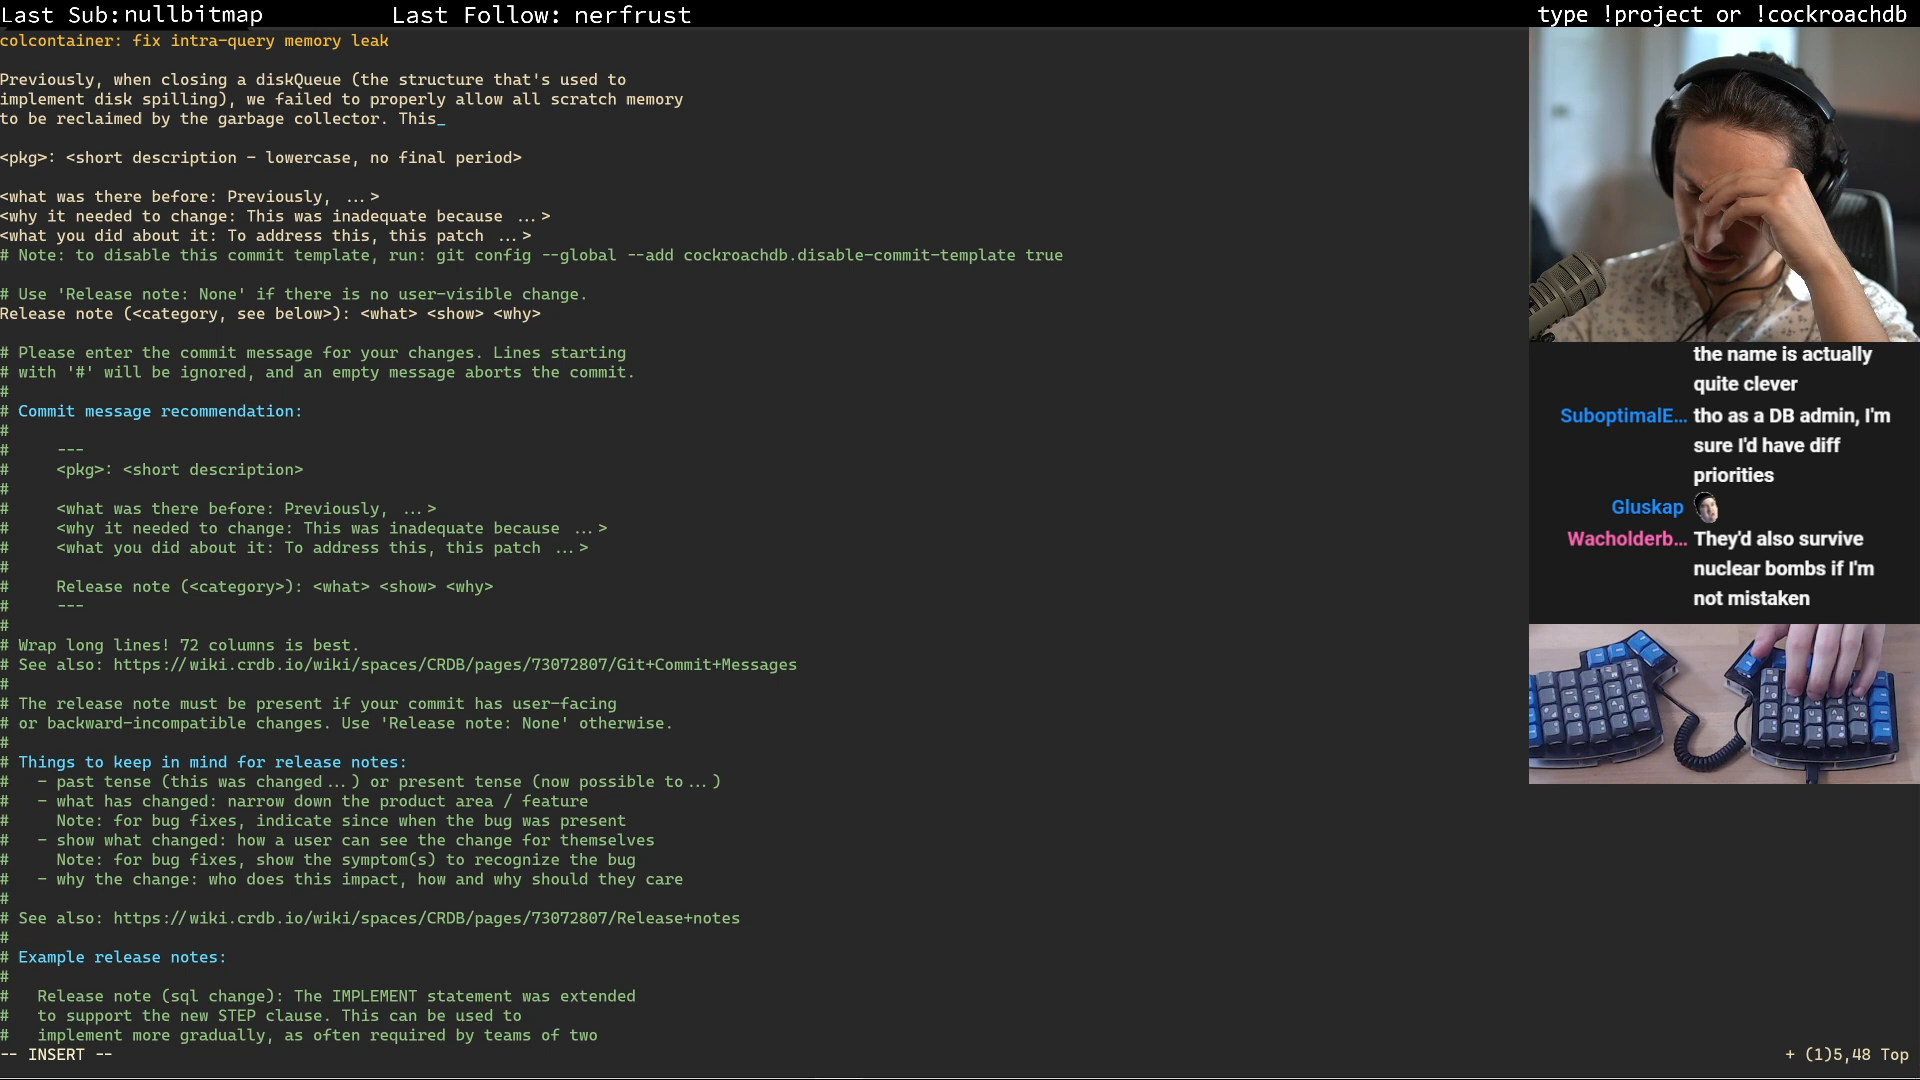 Last Sub:nullbitmap
Last Follow: nerfrust
type !project or !cockroachdb
colcontainer: fix intra-query memory leak
Previously, when closing a diskQueue (the structure that's used to
implement disk spilling), we failed to properly allow all scratch memory
to be reclaimed by the garbage collector. This_
<pkg>: <short description - lowercase, no final period>
<what was there before: Previously, ...>
<why it needed to change: This was inadequate because ...>
<what you did about it: To address this, this patch ...>
# Note: to disable this commit template, run: git config --global --add cockroachdb.disable-commit-template true
# Use 'Release note: None' if there is no user-visible change.
Release note (<category, see below>): <what> <show> <why>
# Please enter the commit message for your changes. Lines starting
# with '#' will be ignored, and an empty message aborts the commit.
#
# Commit message recommendation:
#
#     ---
#     <pkg>: <short description>
#
#     <what was there before: Previously, ...>
#     <why it needed to change: This was inadequate because ...>
#     <what you did about it: To address this, this patch ...>
#
#     Release note (<category>): <what> <show> <why>
#     ---
#
# Wrap long lines! 72 columns is best.
# See also: https://wiki.crdb.io/wiki/spaces/CRDB/pages/73072807/Git+Commit+Messages
#
# The release note must be present if your commit has user-facing
# or backward-incompatible changes. Use 'Release note: None' otherwise.
#
# Things to keep in mind for release notes:
#   - past tense (this was changed...) or present tense (now possible to...)
#   - what has changed: narrow down the product area / feature
#     Note: for bug fixes, indicate since when the bug was present
#   - show what changed: how a user can see the change for themselves
#     Note: for bug fixes, show the symptom(s) to recognize the bug
#   - why the change: who does this impact, how and why should they care
#
# See also: https://wiki.crdb.io/wiki/spaces/CRDB/pages/73072807/Release+notes
#
# Example release notes:
#
#   Release note (sql change): The IMPLEMENT statement was extended
#   to support the new STEP clause. This can be used to
#   implement more gradually, as often required by teams of two
-- INSERT --
+ (1)5,48 Top
the name is actually
quite clever
SuboptimalE... tho as a DB admin, I'm
sure I'd have diff
priorities
Gluskap
Wacholderb... They'd also survive
nuclear bombs if I'm
not mistaken